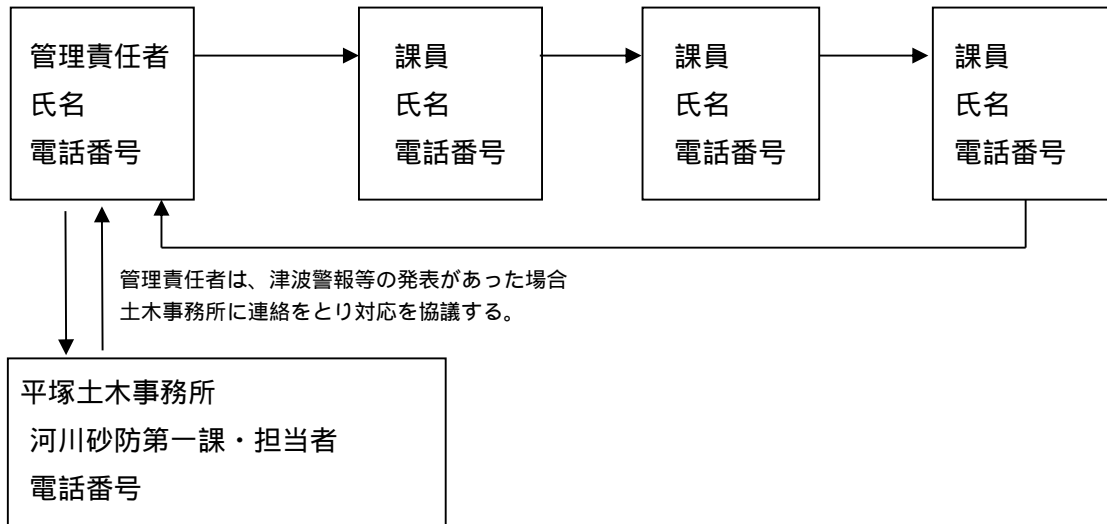 管理責任者
氏名
電話番号
課員
氏名
電話番号
課員
氏名
電話番号
課員
氏名
電話番号
管理責任者は、津波警報等の発表があった場合
土木事務所に連絡をとり対応を協議する。
平塚土木事務所
河川砂防第一課・担当者
電話番号